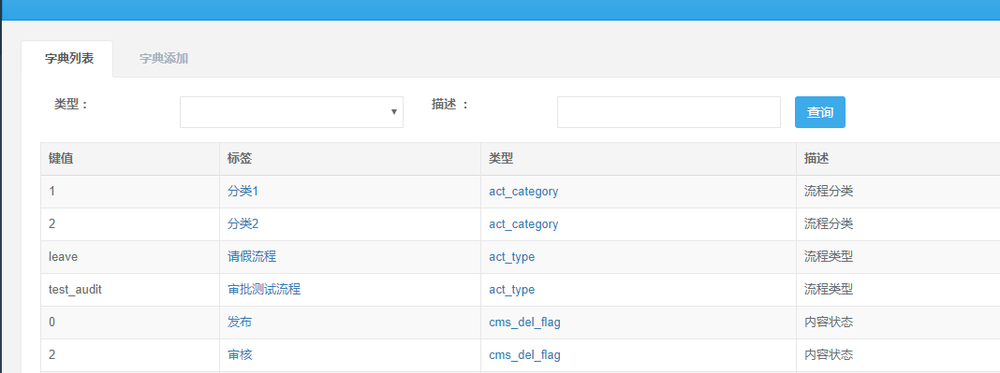 字典列表 字典添加
类型： 描述 ： 查询
键值 标签 类型 描述
1 分类1 act_category 流程分类
2 分类2 act_category 流程分类
leave 请假流程 act_type 流程类型
test_audit 审批测试流程 act_type 流程类型
0 发布 cms_del_flag 内容状态
2 审核 cms_del_flag 内容状态